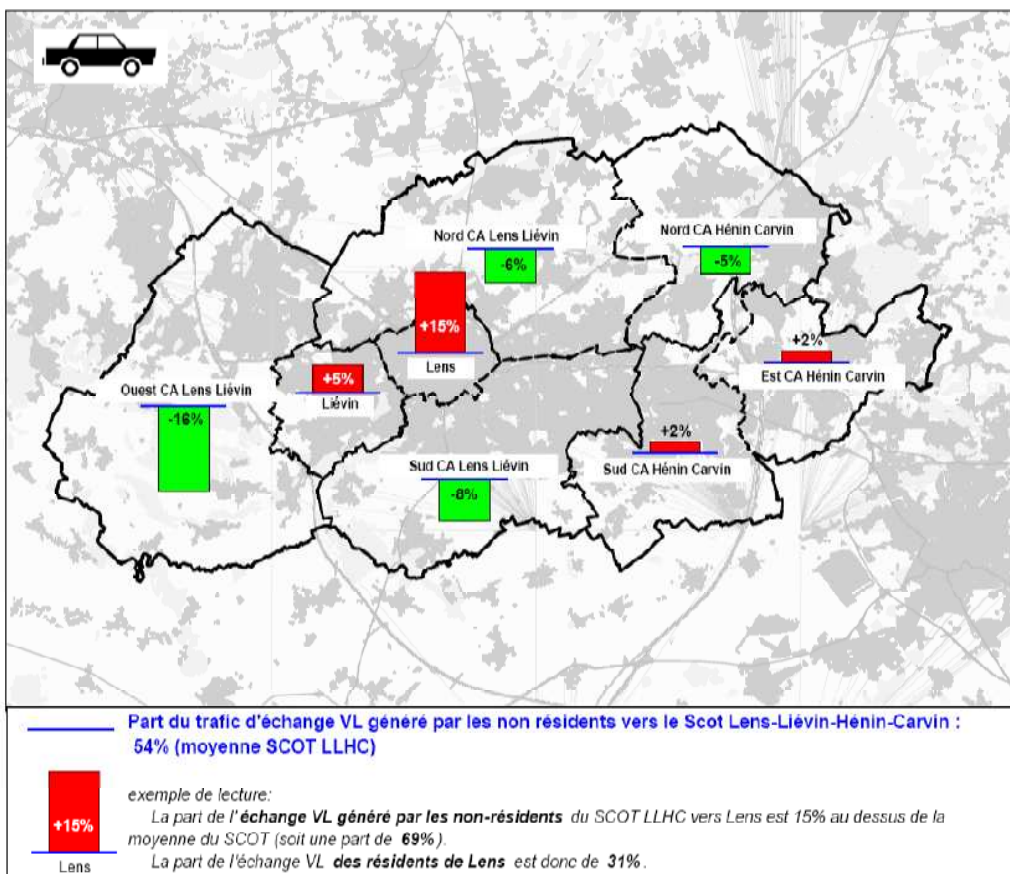 Nord CA Lens Liévin
-6%
Nord CA Hénin Carvin
-5%
+15%
Lens
+2%
Est CA Hénin Carvin
+5%
Liévin
Ouest CA Lens Liévin
-16%
+2%
Sud CA Hénin Carvin
Sud CA Lens Liévin
-8%
Part du trafic d'échange VL généré par les non résidents vers le Scot Lens-Liévin-Hénin-Carvin :
54% (moyenne SCOT LLHC)
exemple de lecture:
La part de l'échange VL généré par les non-résidents du SCOT LLHC vers Lens est 15% au dessus de la
moyenne du SCOT (soit une part de 69%).
La part de l'échange VL des résidents de Lens est donc de 31%.
+15%
Lens